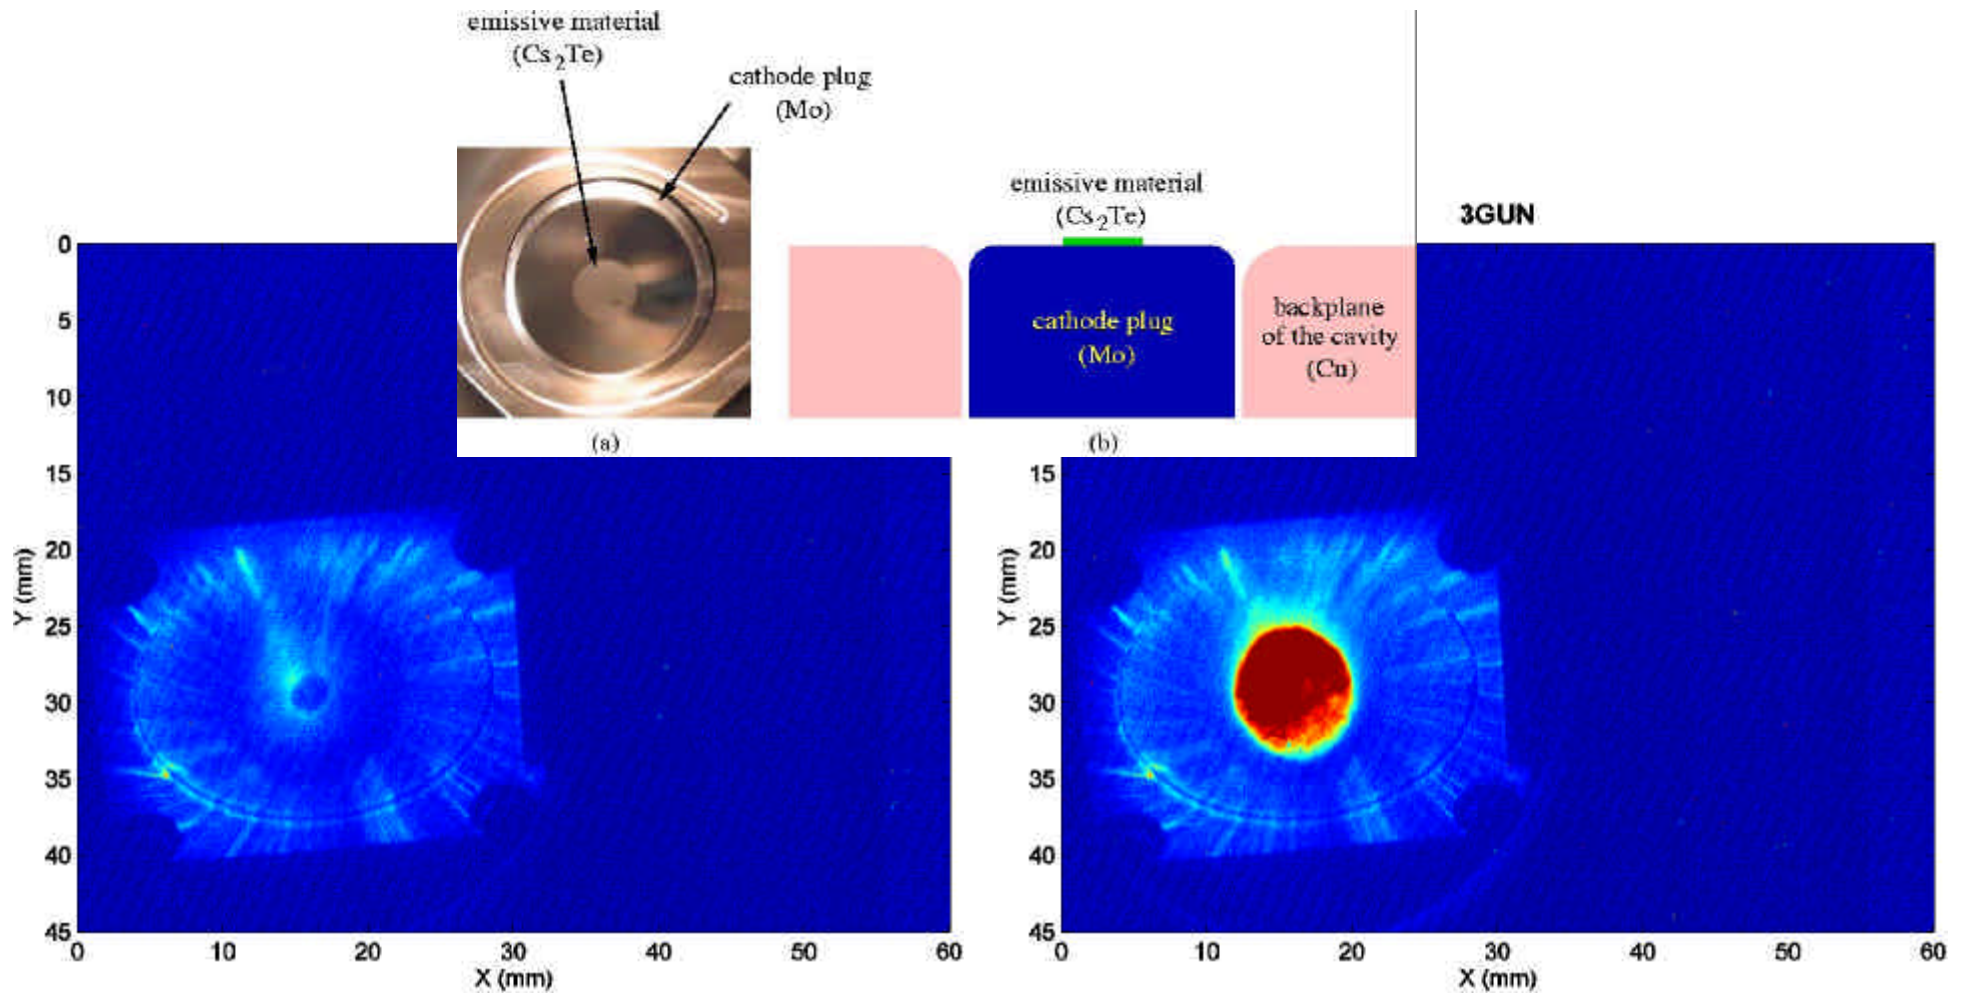 emissive material
(Cs2Te)
cathode plug
(Mo)
emissive material
(Cs2Te)
3GUN
cathode plug
(Mo)
backplane
of the cavity
(Cu)
(a)
(b)
0
5
10
15
20
25
30
35
40
45
Y (mm)
0
10
20
30
40
50
60
X (mm)
15
20
25
30
35
40
45
Y (mm)
0
10
20
30
40
50
60
X (mm)